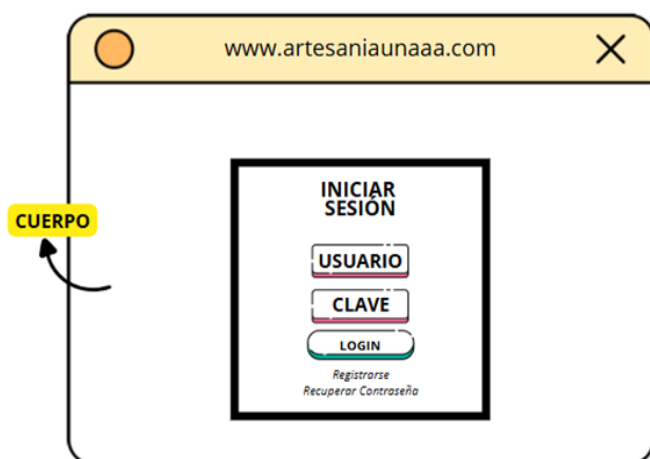 www.artesaniaunaaa.com
INICIAR
SESIÓN
CUERPO
USUARIO
CLAVE
LOGIN
Registrarse
Recuperar Contraseña